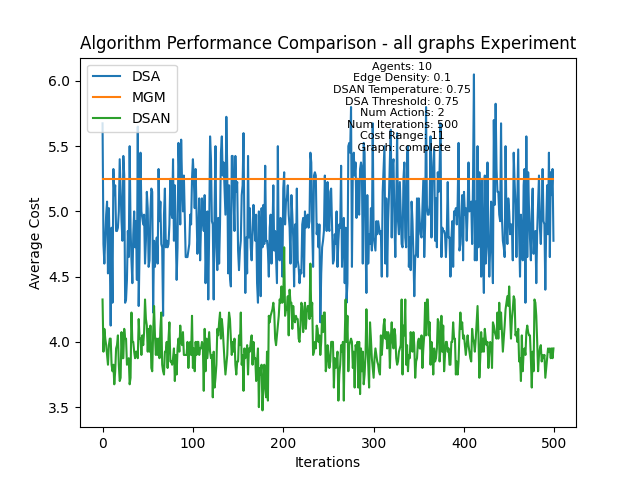 Algorithm Performance Comparison - all graphs Experiment
DSA
MGM
DSAN
Agents: 10
Edge Density: 0.1
DSAN Temperature: 0.75
DSA Threshold: 0.75
Num Actions: 2
Num Iterations: 500
Cost Range: 11
Graph: complete
Average Cost
6.0
5.5
5.0
4.5
4.0
3.5
0
100
200
300
400
500
Iterations